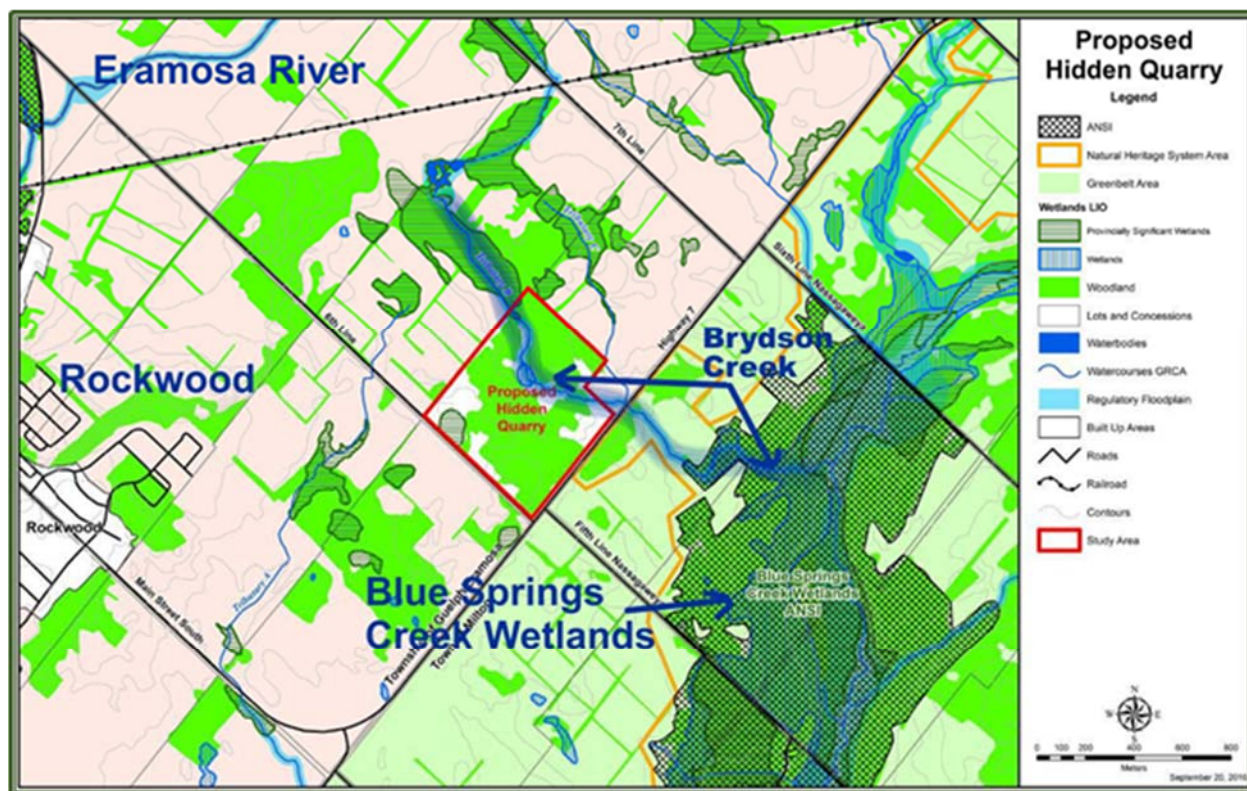 Eramosa River
7th Line
Sixth Line Nassagaweya
Highway 7
Brydson
Creek
6th Line
Rockwood
Proposed
Hidden
Quarry
Rockwood
Main Street South
Tributary A
Fifth Line Nassagaweya
Blue Springs
Creek Wetlands
Blue Springs
Creek Wetlands
ANSI
Proposed
Hidden Quarry
Legend
ANSI
Natural Heritage System Area
Greenbelt Area
Wetlands LIO
Provincially Significant Wetlands
Wetlands
Woodland
Lots and Concessions
Waterbodies
Watercourses GRCA
Regulatory Floodplain
Built Up Areas
Roads
Railroad
Contours
Study Area
N
W E
S
0 100 200 400 600 800
Meters